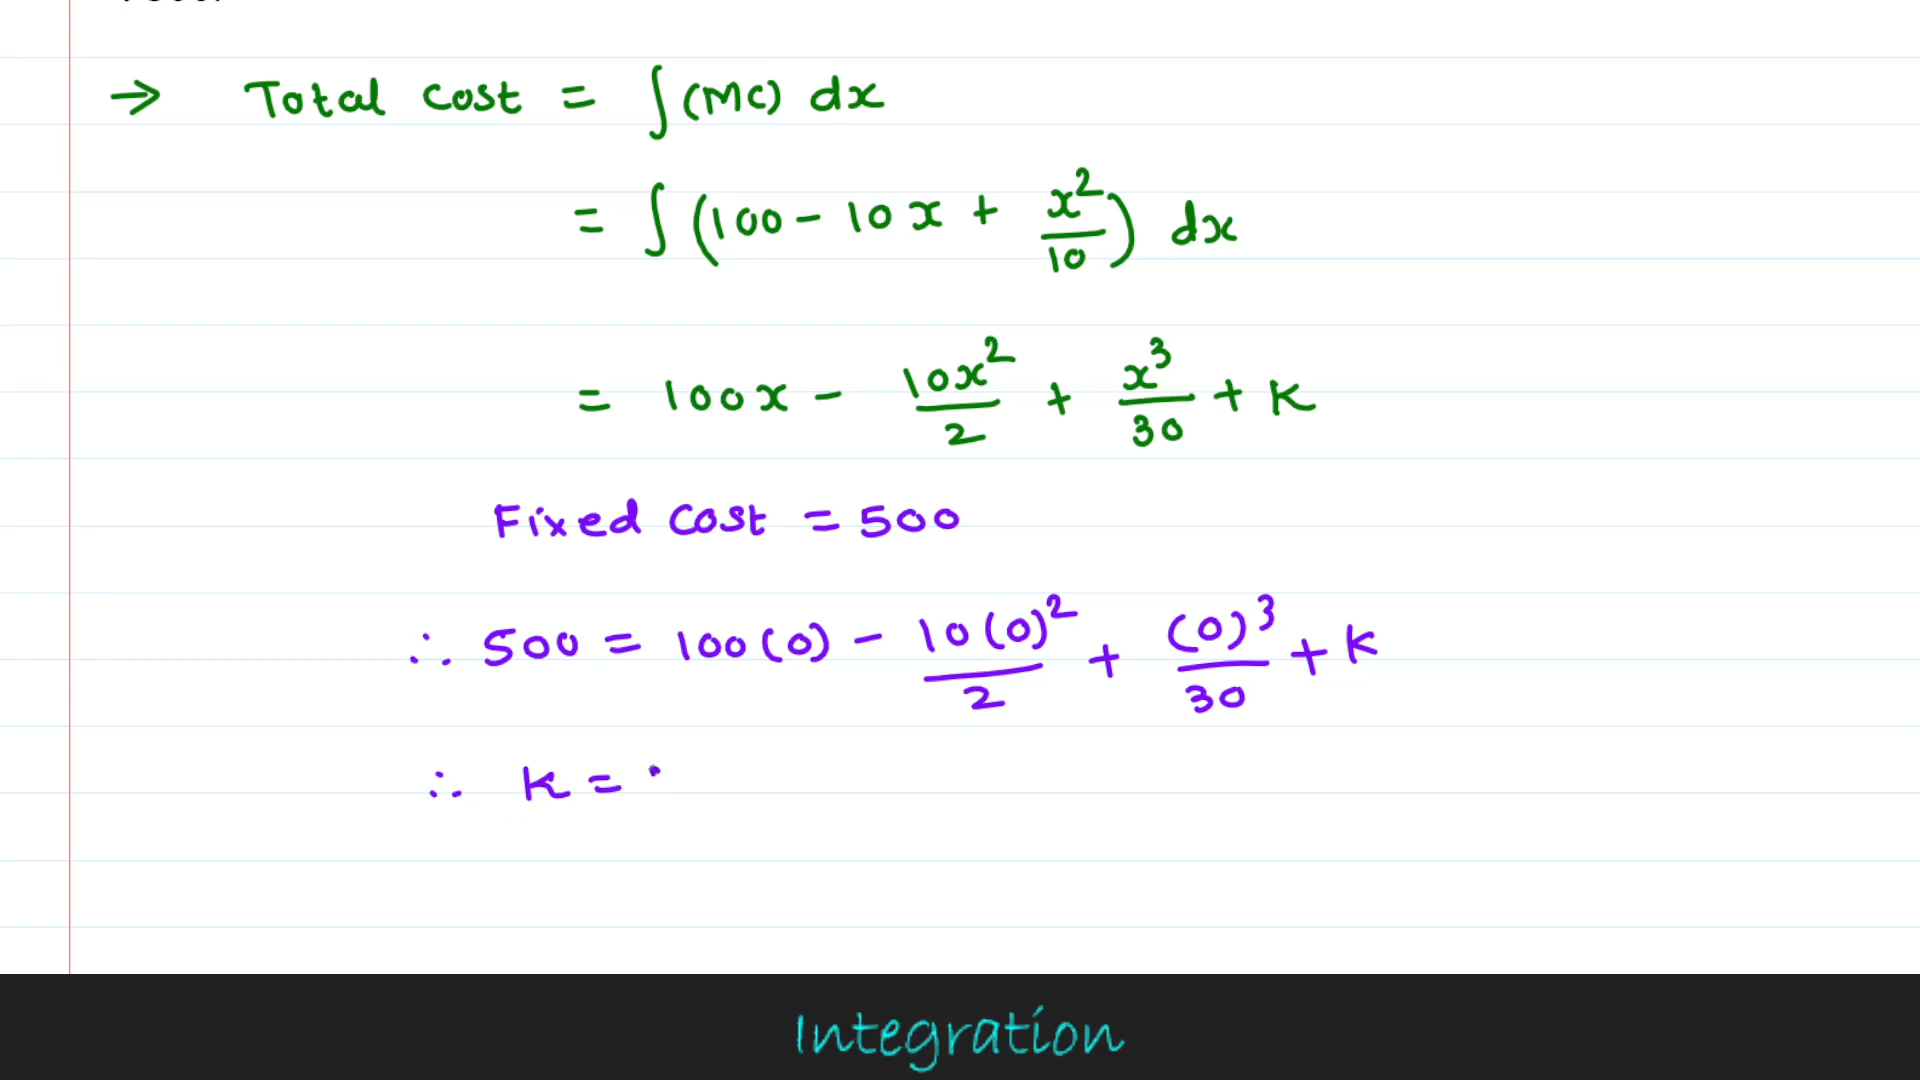 → Total Cost = ∫(MC) dx
= ∫(100 - 10x + x²/10) dx
= 100x - 10x²/2 + x³/30 + K
Fixed Cost = 500
∴ 500 = 100(0) - 10(0)²/2 + (0)³/30 + K
∴ K =
Integration